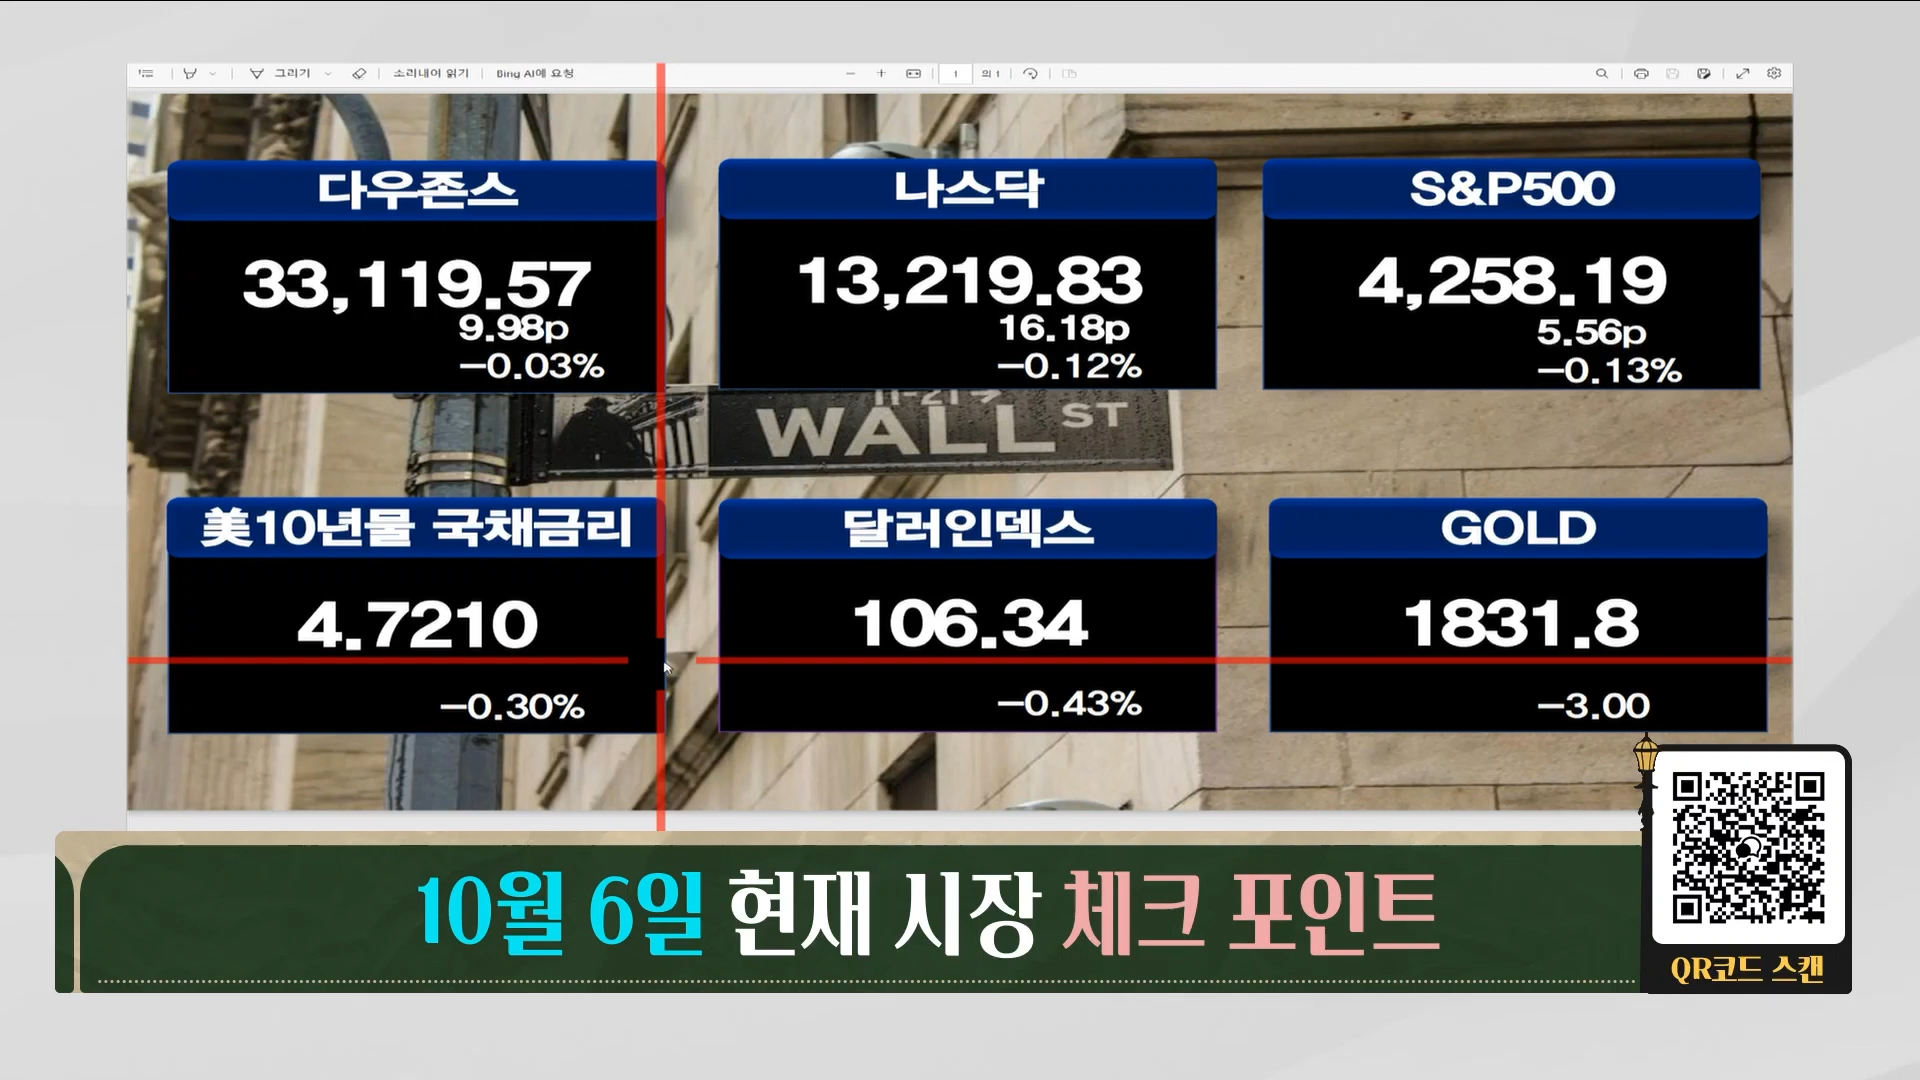 그리기 소리내어 읽기 Bing AI에 요청 1 의 1
다우존스
33,119.57
9.98p
−0.03%
나스닥
13,219.83
16.18p
−0.12%
S&P500
4,258.19
5.56p
−0.13%
WALL ST
美10년물 국채금리
4.7210
−0.30%
달러인덱스
106.34
−0.43%
GOLD
1831.8
−3.00
10월 6일 현재 시장 체크 포인트
QR코드 스캔